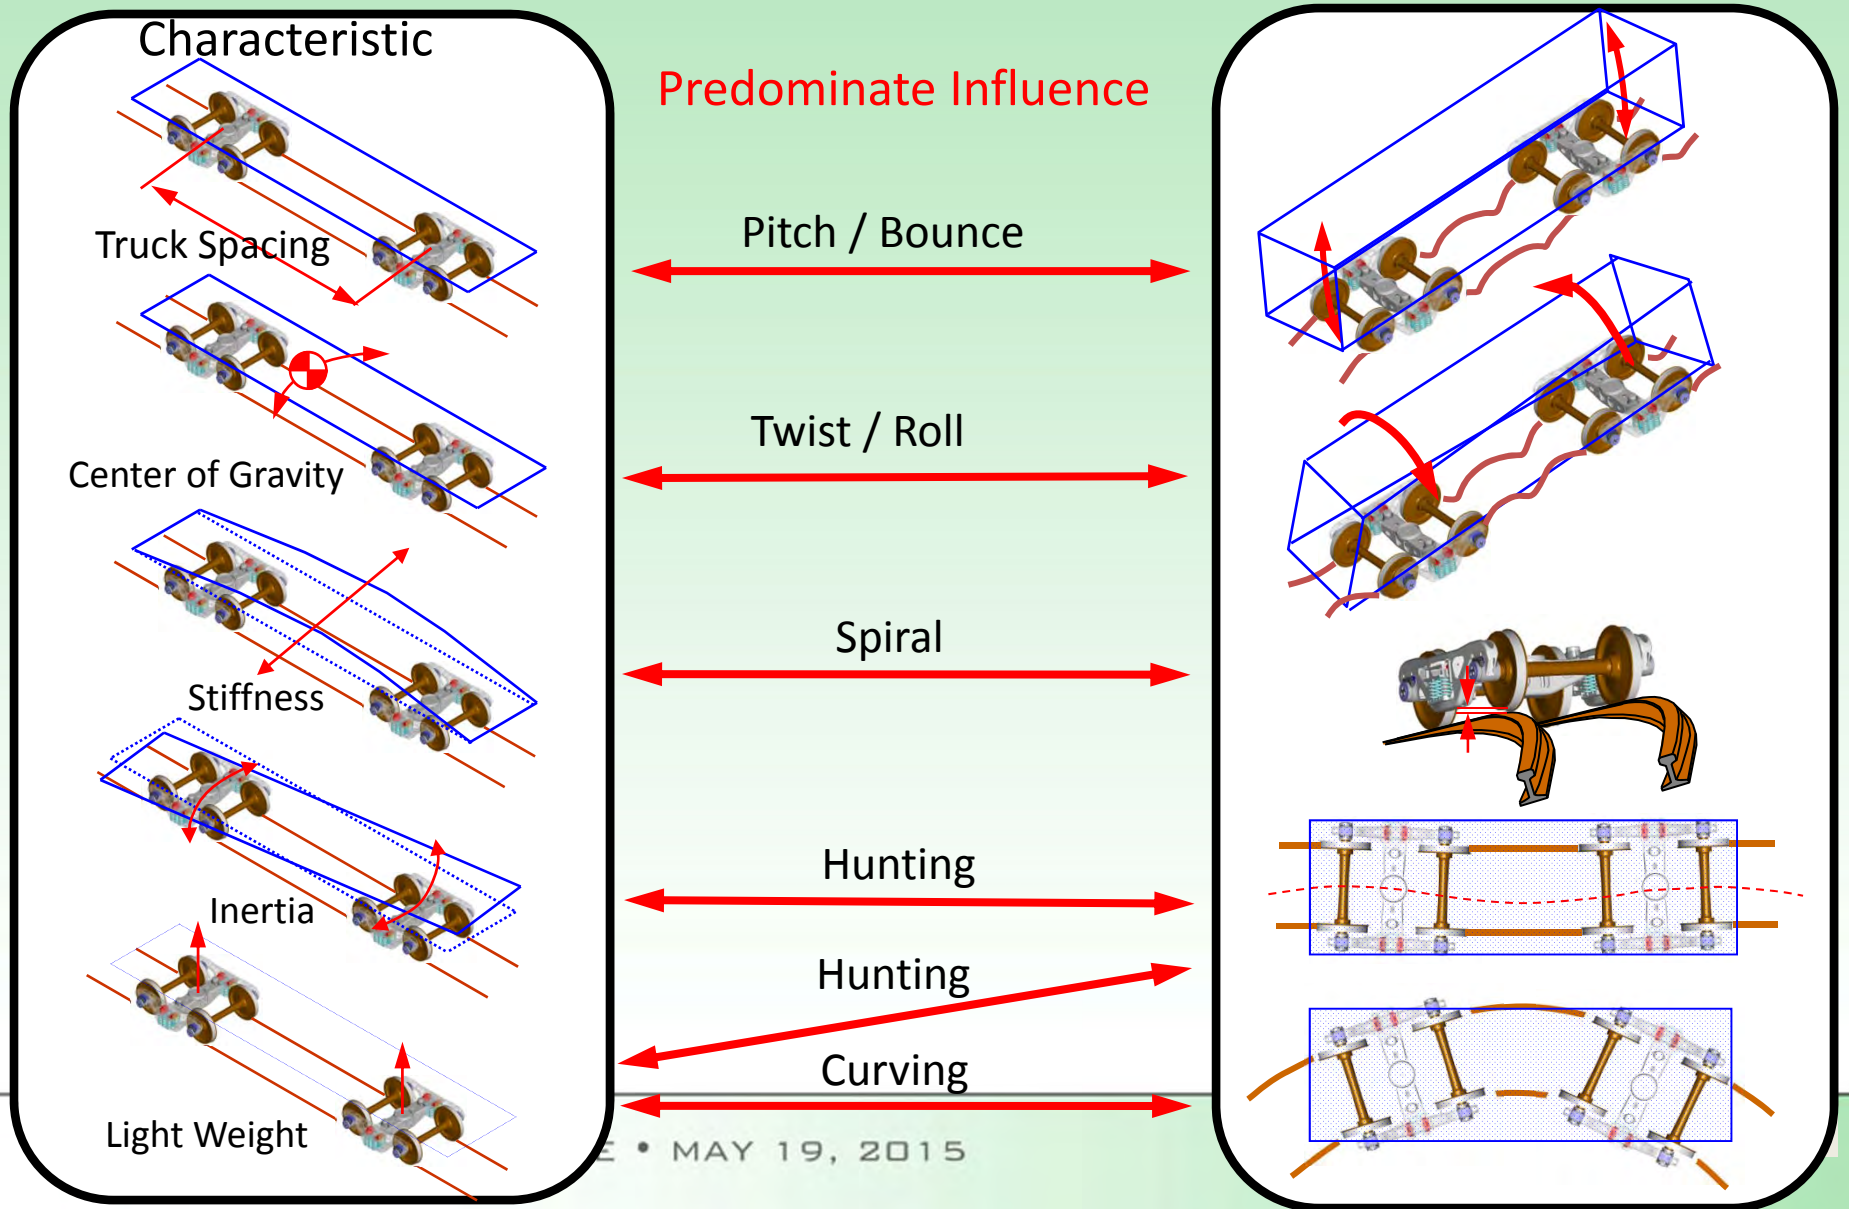 Characteristic
Predominate Influence
Truck Spacing
Pitch / Bounce
Center of Gravity
Twist / Roll
Stiffness
Spiral
Inertia
Hunting
Hunting
Light Weight
Curving
• MAY 19, 2015